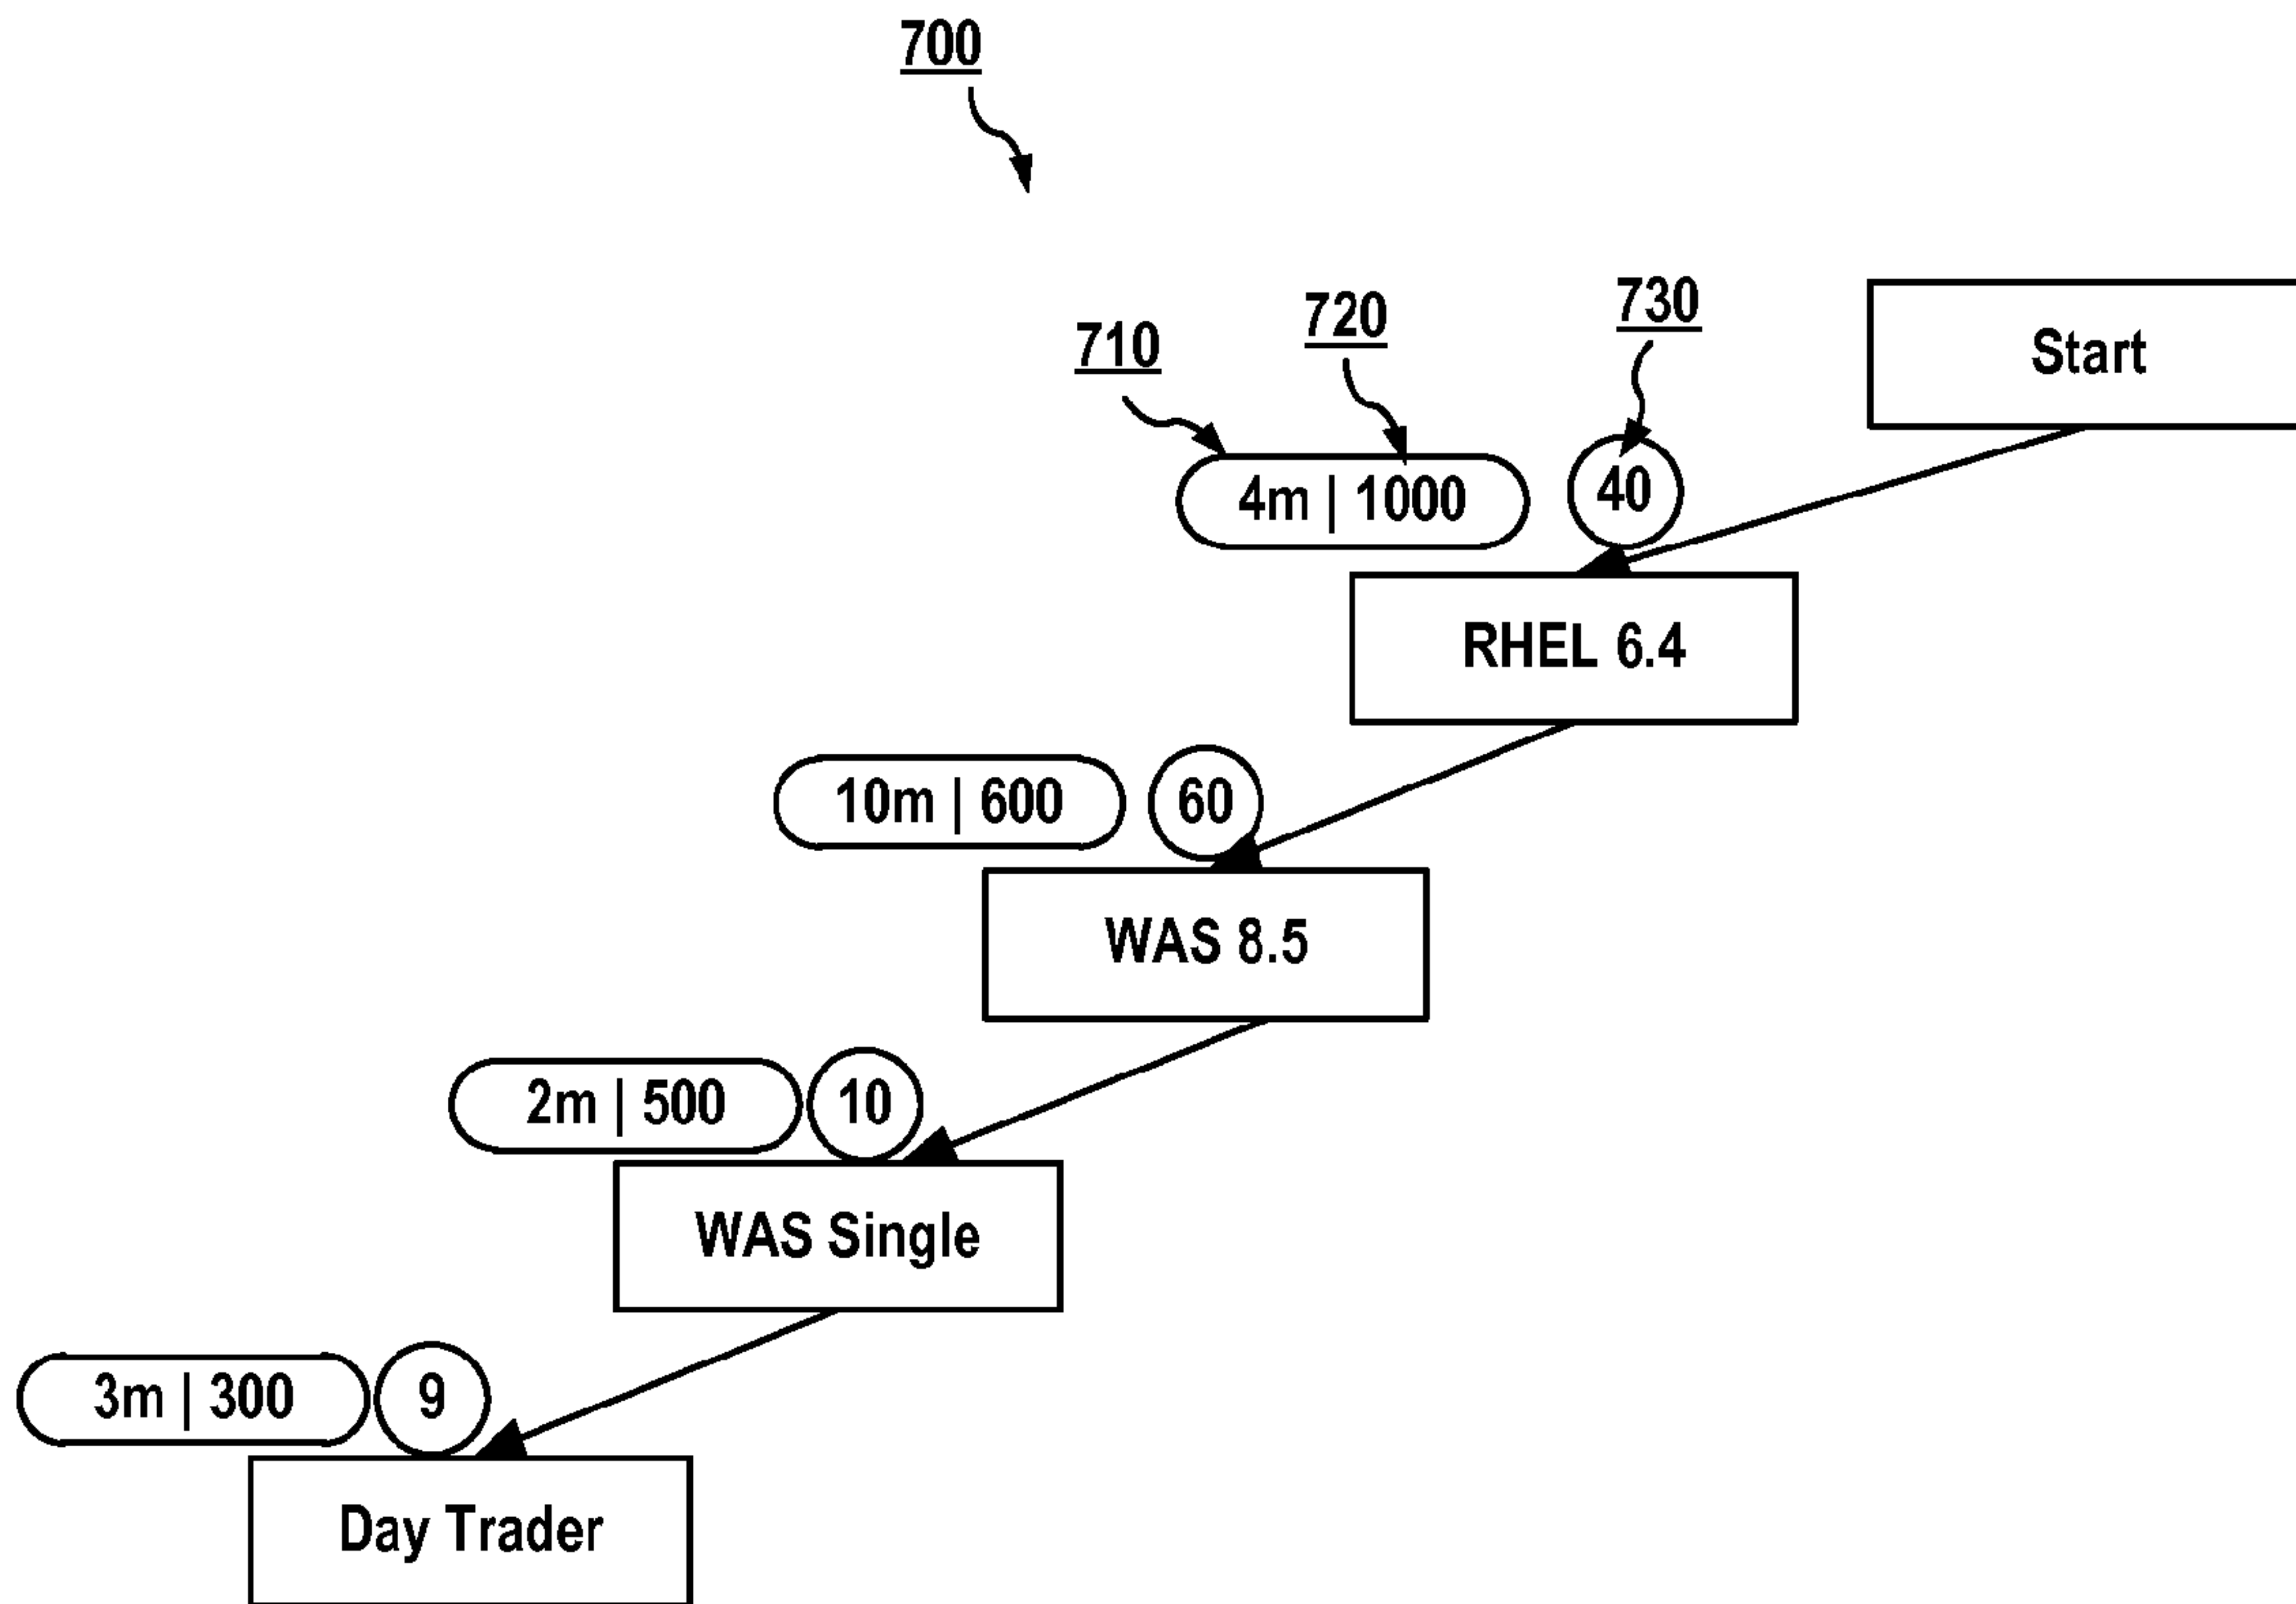 700
710
720
730
Start
4m | 1000
40
RHEL 6.4
10m | 600
60
WAS 8.5
2m | 500
10
WAS Single
3m | 300
9
Day Trader